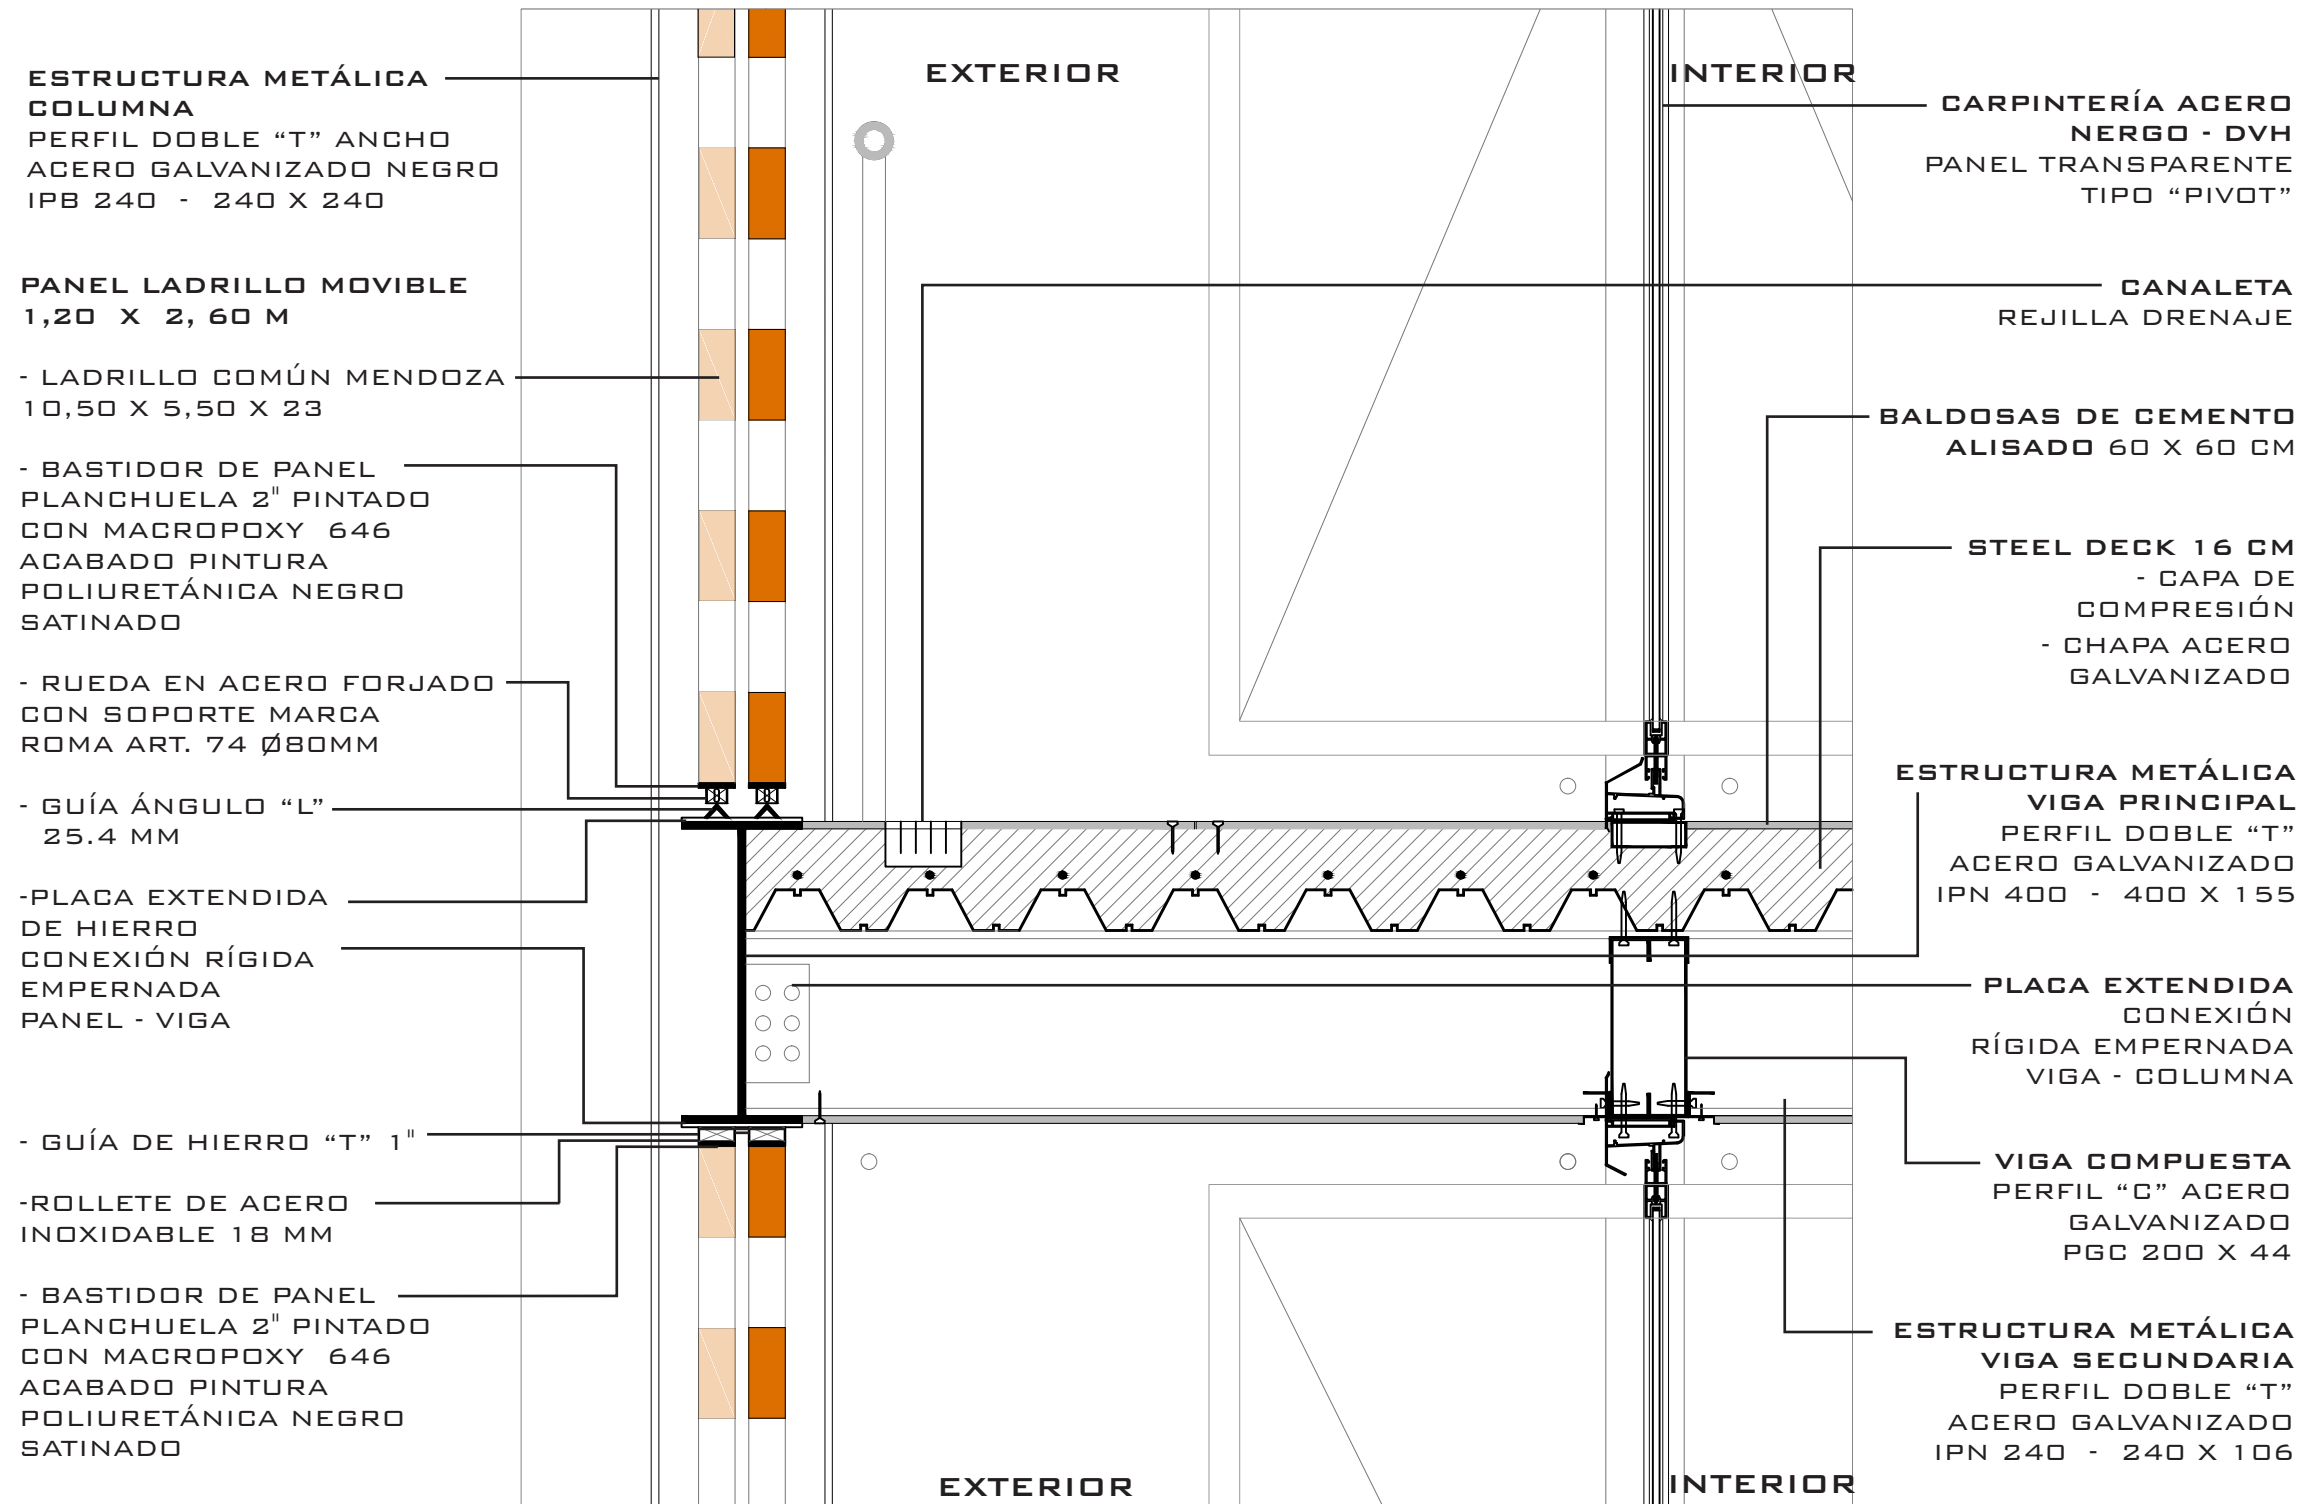 EXTERIOR
INTERIOR
ESTRUCTURA METÁLICA
COLUMNA
PERFIL DOBLE “T” ANCHO
ACERO GALVANIZADO NEGRO
IPB 240 - 240 X 240
PANEL LADRILLO MOVIBLE
1,20 X 2, 60 M
- LADRILLO COMÚN MENDOZA
10,50 X 5,50 X 23
- BASTIDOR DE PANEL
PLANCHUELA 2" PINTADO
CON MACROPOXY 646
ACABADO PINTURA
POLIURETÁNICA NEGRO
SATINADO
- RUEDA EN ACERO FORJADO
CON SOPORTE MARCA
ROMA ART. 74 Ø80MM
- GUÍA ÁNGULO “L”
25.4 MM
-PLACA EXTENDIDA
DE HIERRO
CONEXIÓN RÍGIDA
EMPERNADA
PANEL - VIGA
- GUÍA DE HIERRO “T” 1"
-ROLLETE DE ACERO
INOXIDABLE 18 MM
- BASTIDOR DE PANEL
PLANCHUELA 2" PINTADO
CON MACROPOXY 646
ACABADO PINTURA
POLIURETÁNICA NEGRO
SATINADO
CARPINTERÍA ACERO
NERGO - DVH
PANEL TRANSPARENTE
TIPO “PIVOT”
CANALETA
REJILLA DRENAJE
BALDOSAS DE CEMENTO
ALISADO 60 X 60 CM
STEEL DECK 16 CM
- CAPA DE
COMPRESIÓN
- CHAPA ACERO
GALVANIZADO
ESTRUCTURA METÁLICA
VIGA PRINCIPAL
PERFIL DOBLE “T”
ACERO GALVANIZADO
IPN 400 - 400 X 155
PLACA EXTENDIDA
CONEXIÓN
RÍGIDA EMPERNADA
VIGA - COLUMNA
VIGA COMPUESTA
PERFIL “C” ACERO
GALVANIZADO
PGC 200 X 44
ESTRUCTURA METÁLICA
VIGA SECUNDARIA
PERFIL DOBLE “T”
ACERO GALVANIZADO
IPN 240 - 240 X 106
EXTERIOR
INTERIOR